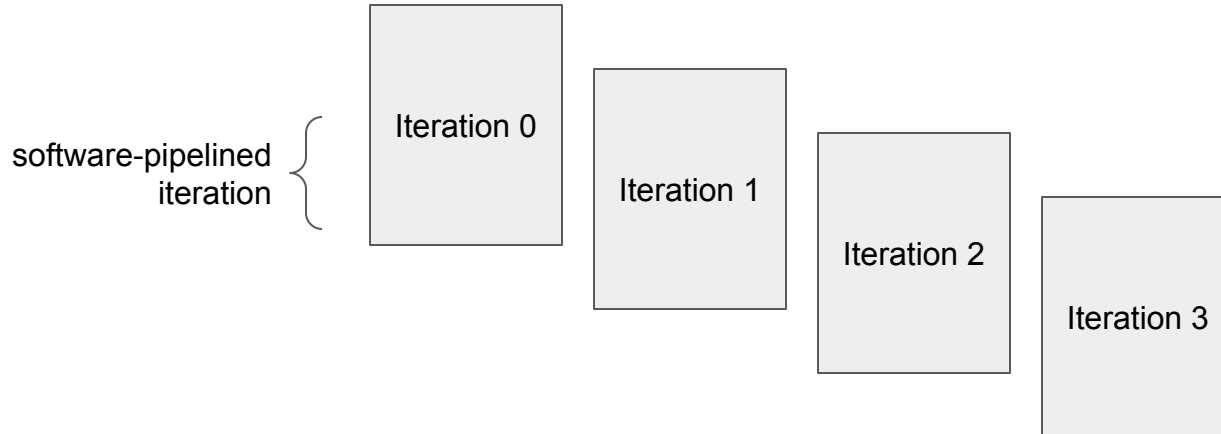 Iteration 0
software-pipelined
iteration
Iteration 1
Iteration 2
Iteration 3